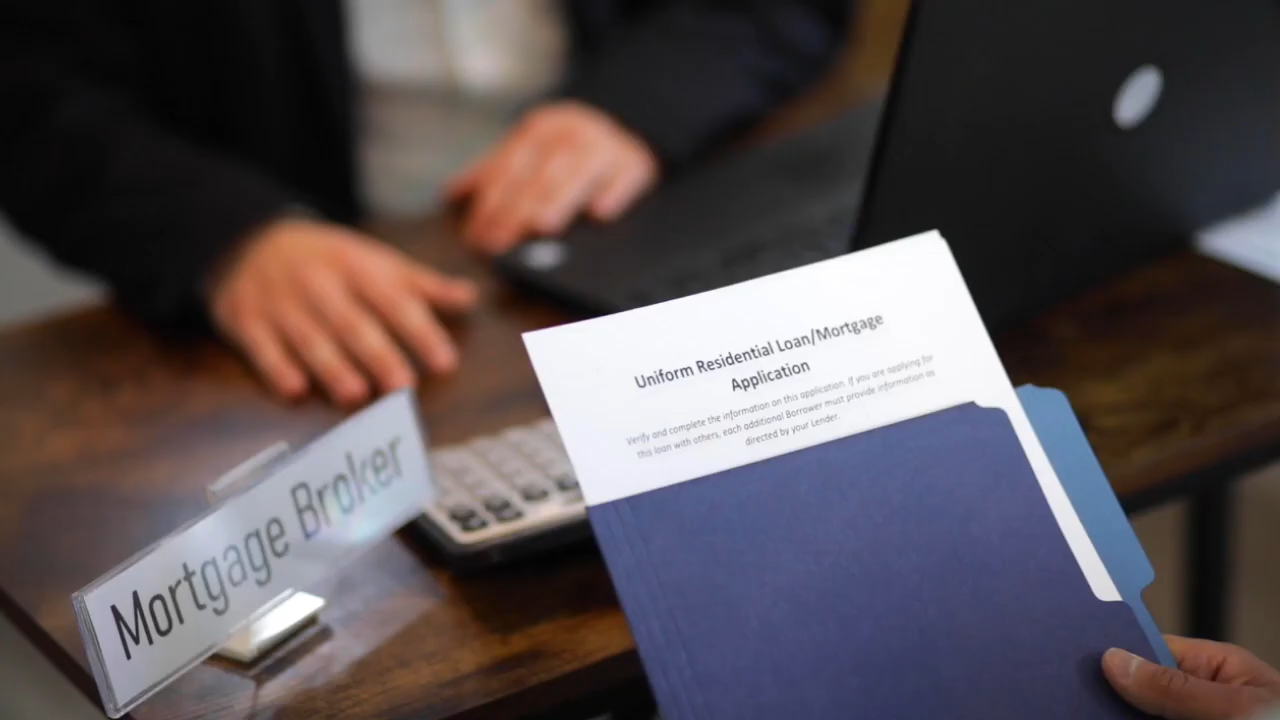 Uniform Residential Loan/Mortgage
Application
Verify and complete the information on this application. If you are applying for
this loan with others, each additional Borrower must provide information as
directed by your Lender.
Mortgage Broker